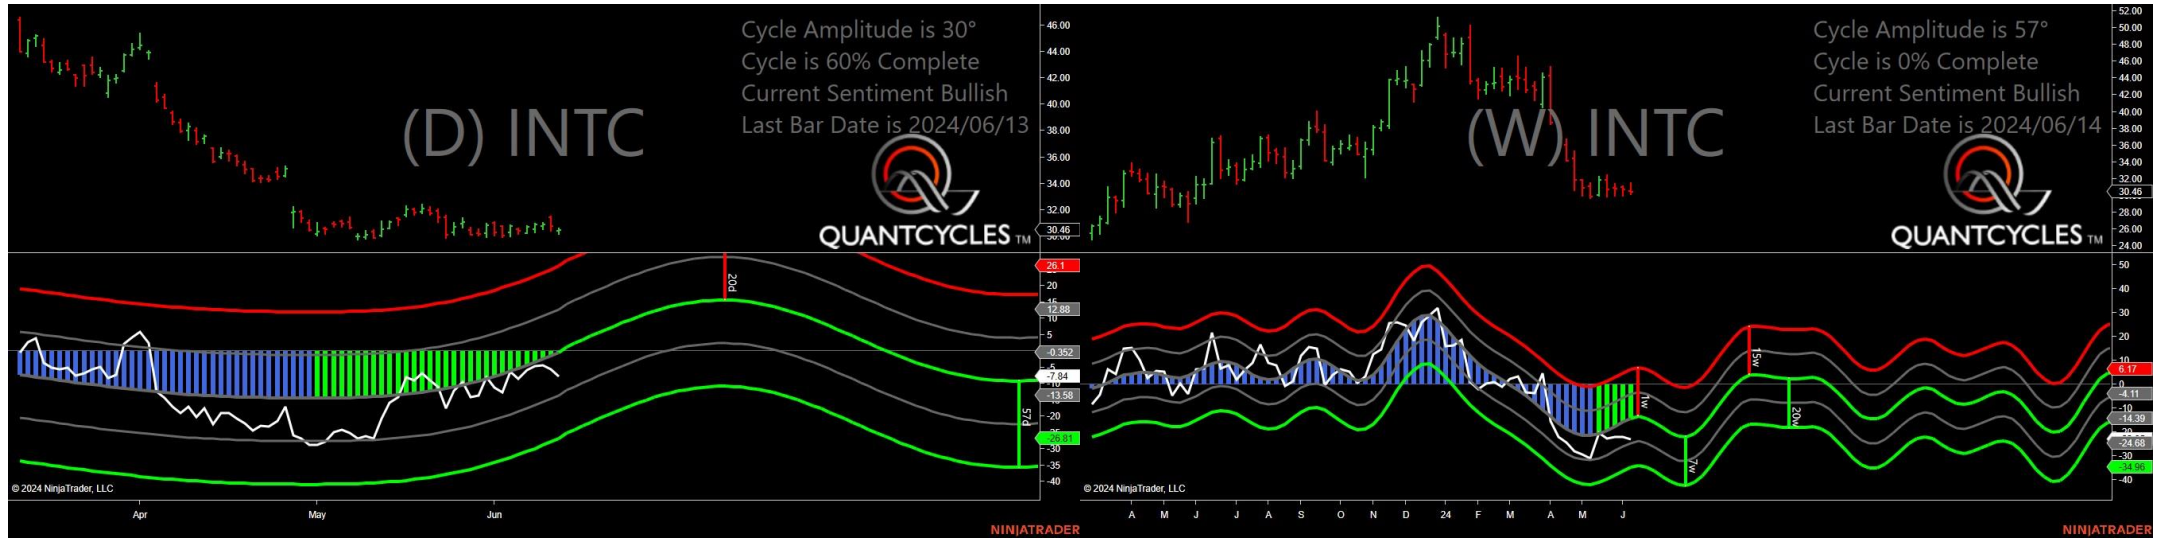 Cycle Amplitude is 30°
Cycle is 60% Complete
Current Sentiment Bullish
Last Bar Date is 2024/06/13
(D) INTC
QUANTCYCLES TM
46.00
44.00
42.00
40.00
38.00
36.00
34.00
32.00
30.46
26.1
20
15
12.88
10
5
-0.352
-7.84
-10
-13.58
-20
-26.81
-30
-35
-40
20d
57d
© 2024 NinjaTrader, LLC
Apr
May
Jun
NINJATRADER
Cycle Amplitude is 57°
Cycle is 0% Complete
Current Sentiment Bullish
Last Bar Date is 2024/06/14
(W) INTC
QUANTCYCLES TM
52.00
50.00
48.00
46.00
44.00
42.00
40.00
38.00
36.00
34.00
32.00
30.46
28.00
26.00
24.00
50
40
30
20
10
6.17
0
-4.11
-10
-14.39
-24.68
-34.96
-40
1w
7w
15w
20w
© 2024 NinjaTrader, LLC
A M J J A S O N D 24 F M A M J
NINJATRADER